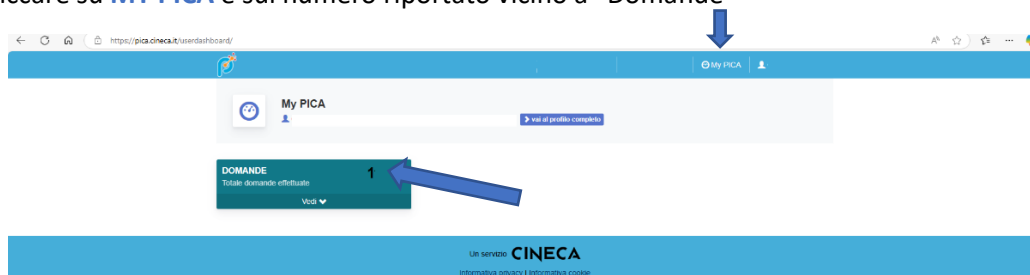 ccare su MY PICA e sul numero riportato vicino a "Domande"
https://pica.cineca.it/userdashboard/
My PICA
My PICA
vai al profilo completo
DOMANDE 1
Totale domande effettuate
Vedi
Un servizio CINECA
Informativa privacy | Informativa cookie